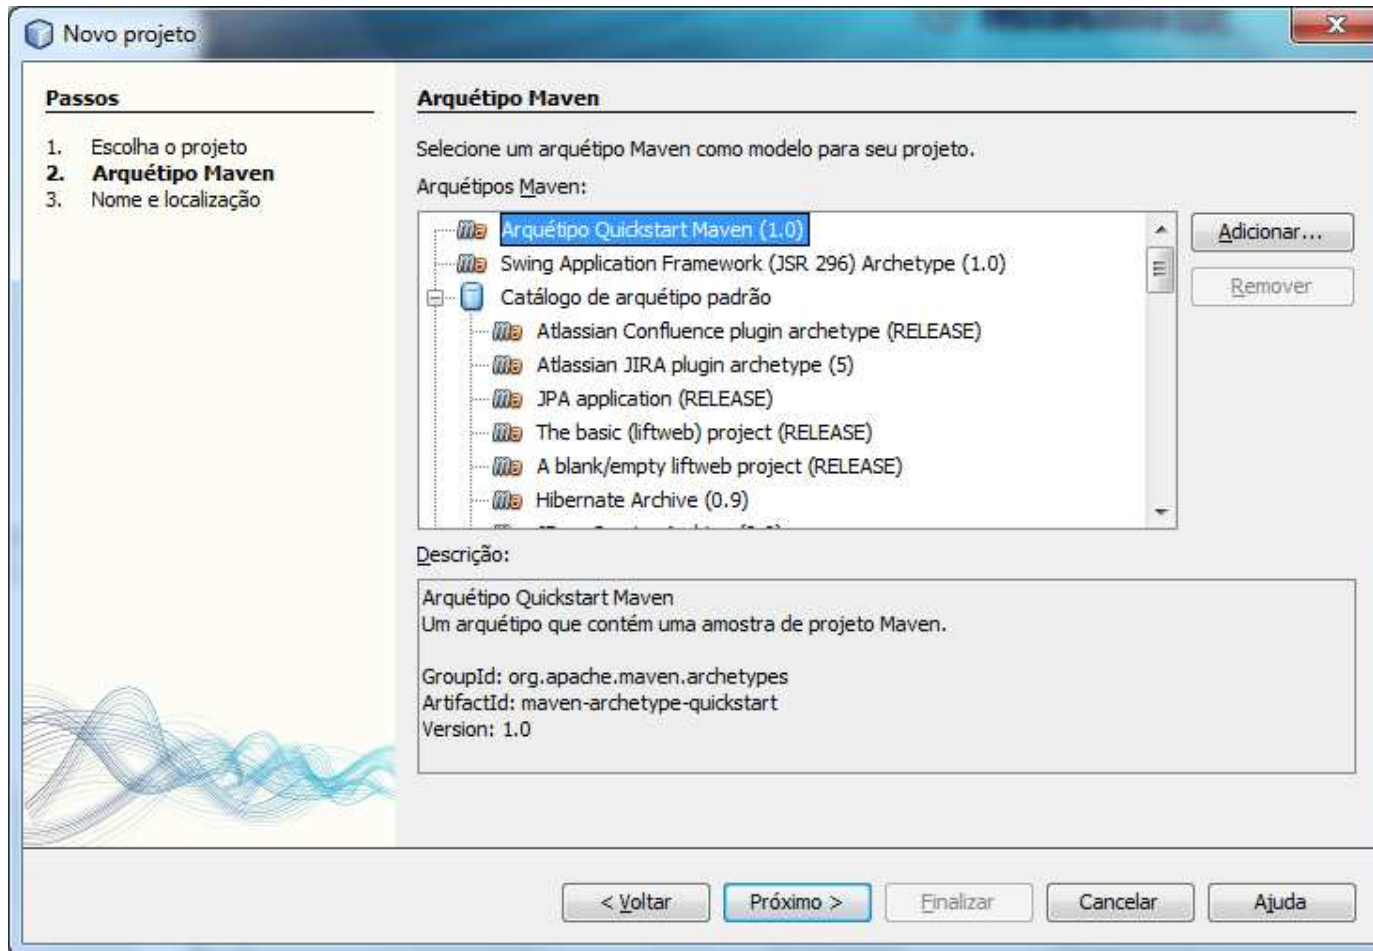 Novo projeto
Passos
1. Escolha o projeto
2. Arquétipo Maven
3. Nome e localização
Arquétipo Maven
Selecione um arquétipo Maven como modelo para seu projeto.
Arquétipos Maven:
Arquétipo Quickstart Maven (1.0)
Swing Application Framework (JSR 296) Archetype (1.0)
Catálogo de arquétipo padrão
Atlassian Confluence plugin archetype (RELEASE)
Atlassian JIRA plugin archetype (5)
JPA application (RELEASE)
The basic (liftweb) project (RELEASE)
A blank/empty liftweb project (RELEASE)
Hibernate Archive (0.9)
Adicionar...
Remover
Descrição:
Arquétipo Quickstart Maven
Um arquétipo que contém uma amostra de projeto Maven.
GroupId: org.apache.maven.archetypes
ArtifactId: maven-archetype-quickstart
Version: 1.0
< Voltar
Próximo >
Finalizar
Cancelar
Ajuda